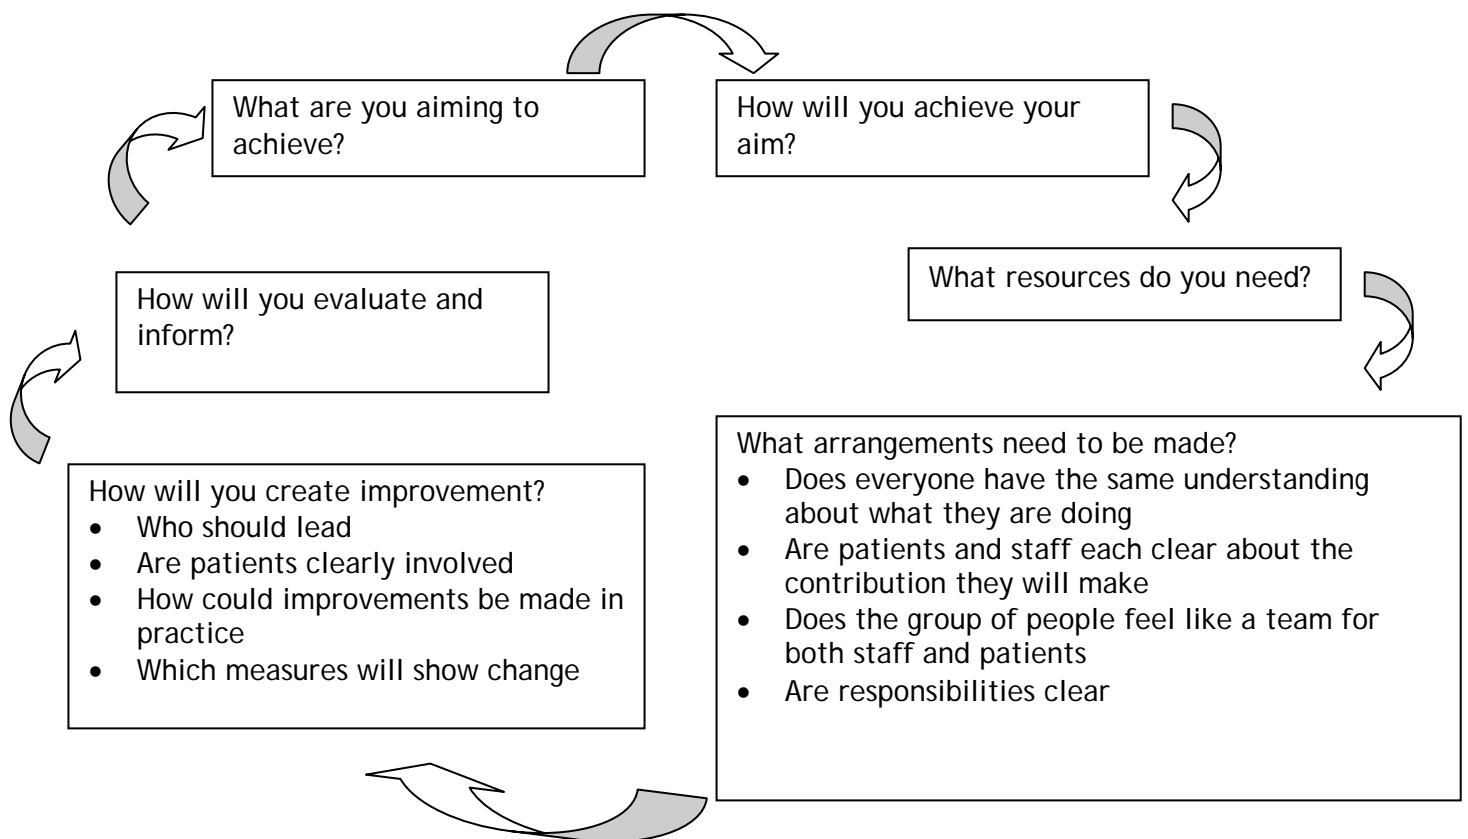 What are you aiming to
achieve?
How will you achieve your
aim?
What resources do you need?
What arrangements need to be made?
• Does everyone have the same understanding
about what they are doing
• Are patients and staff each clear about the
contribution they will make
• Does the group of people feel like a team for
both staff and patients
• Are responsibilities clear
How will you create improvement?
• Who should lead
• Are patients clearly involved
• How could improvements be made in
practice
• Which measures will show change
How will you evaluate and
inform?